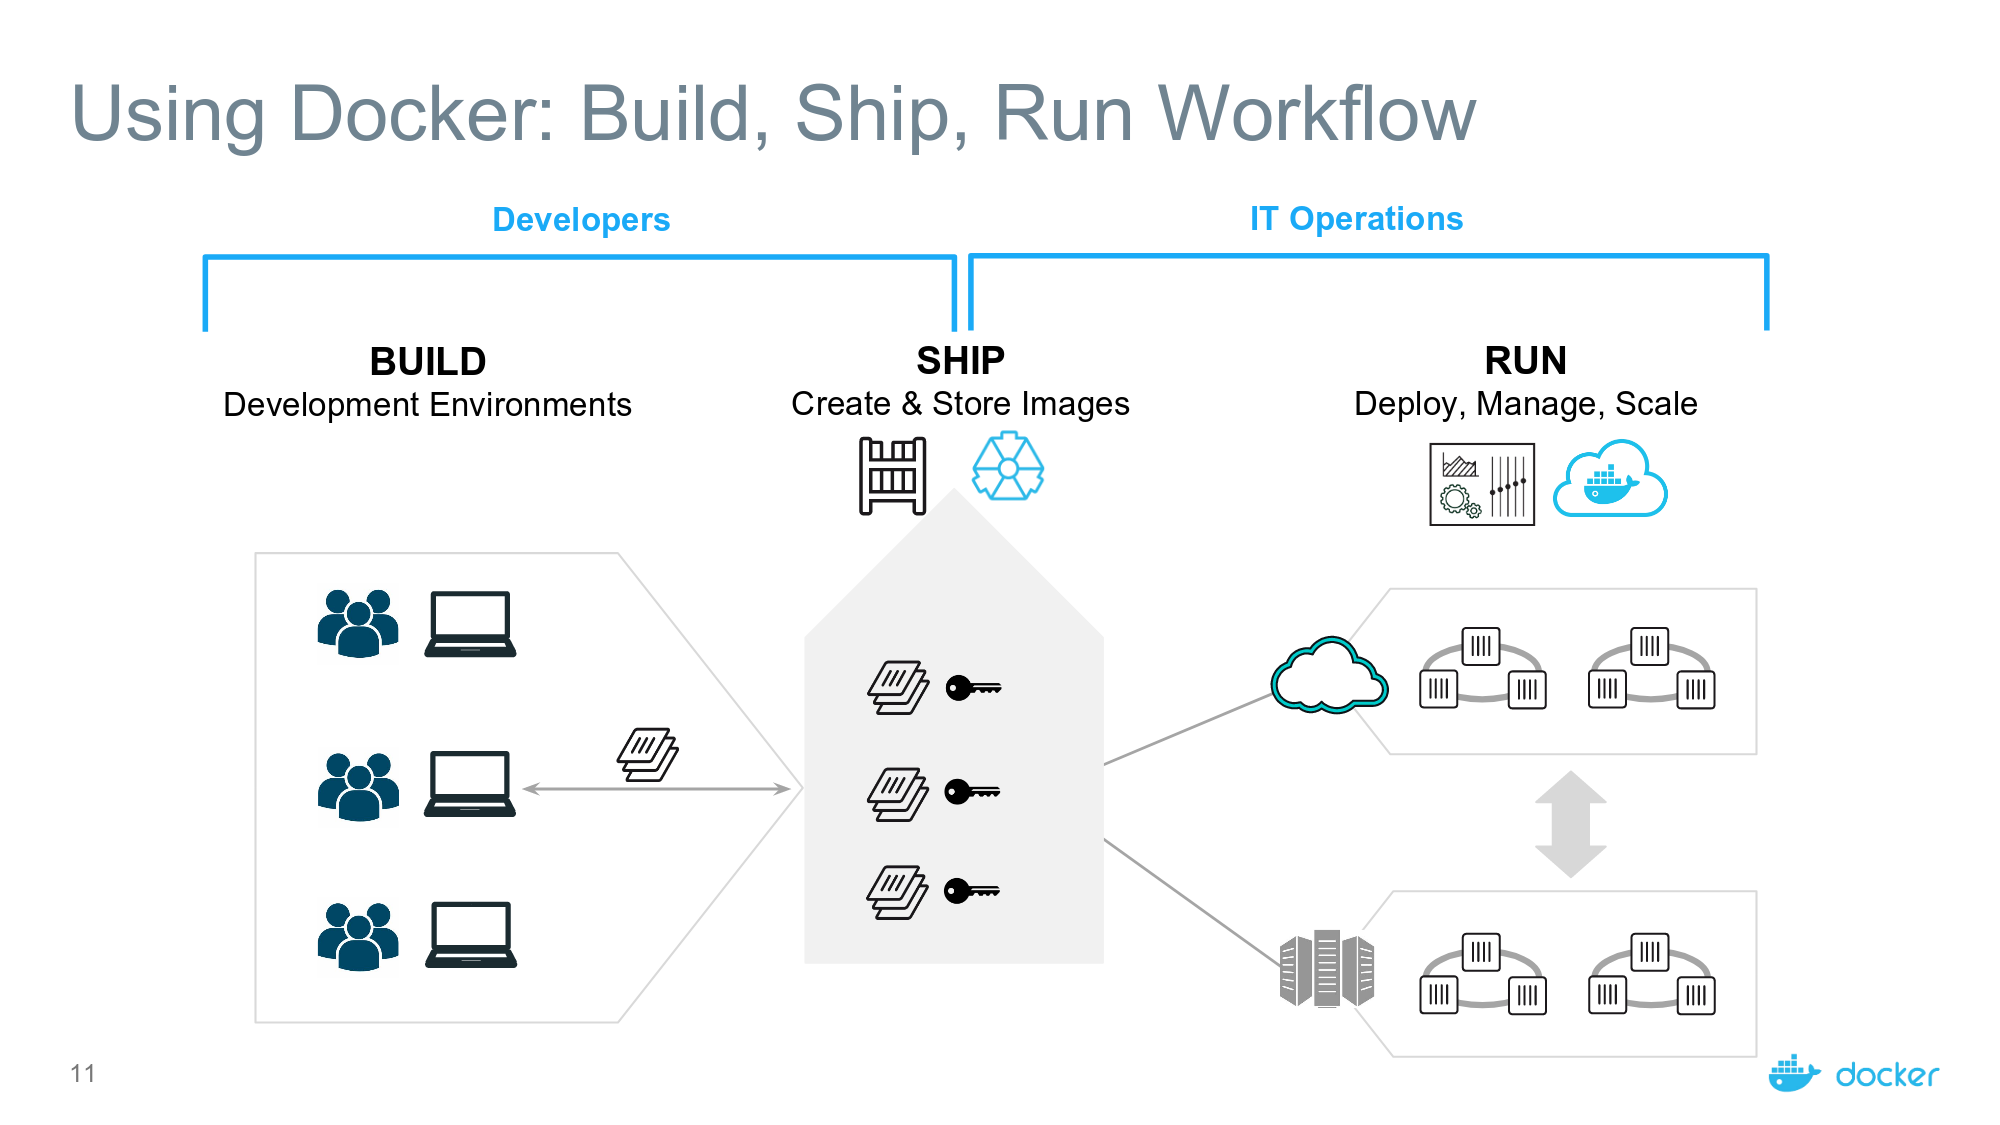 Using Docker: Build, Ship, Run Workflow
Developers
IT Operations
BUILD
Development Environments
SHIP
Create & Store Images
RUN
Deploy, Manage, Scale
11
docker